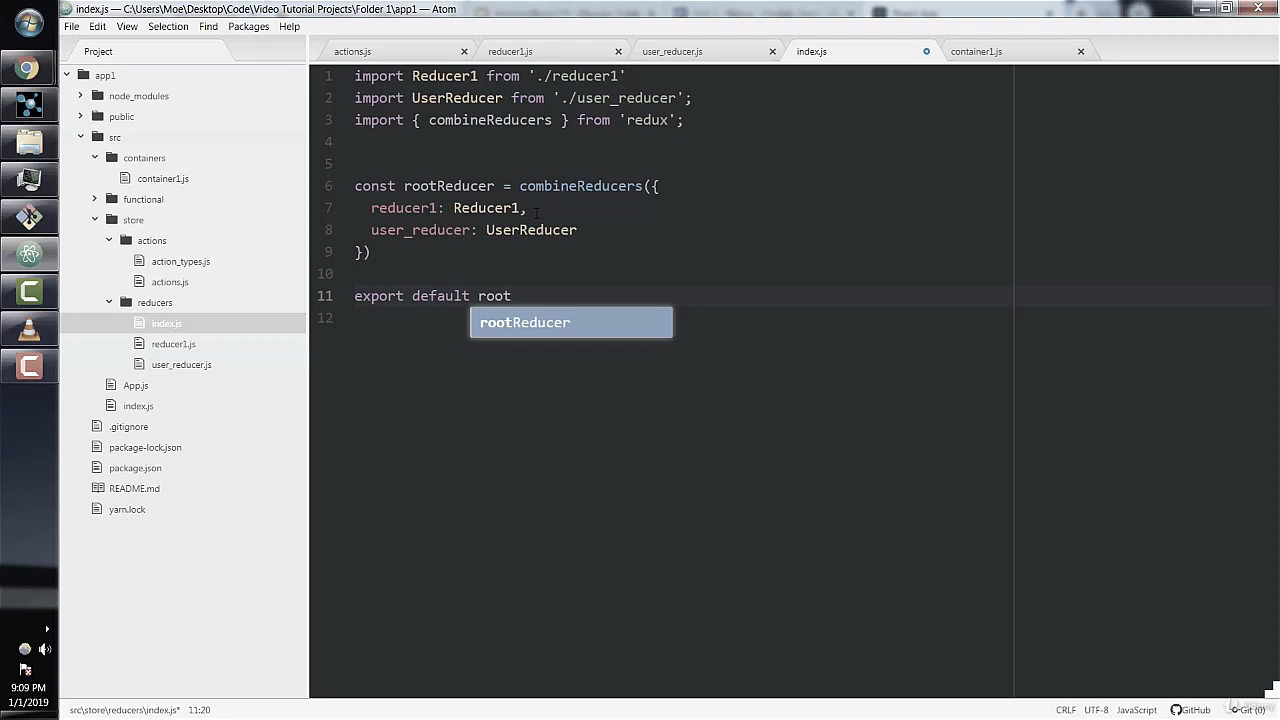 index.js — C:\Users\Moe\Desktop\Code\Video Tutorial Projects\Folder 1\app1 — Atom
File Edit View Selection Find Packages Help
Project
actions.js
reducer1.js
user_reducer.js
index.js
container1.js
app1
node_modules
public
src
containers
container1.js
functional
store
actions
action_types.js
actions.js
reducers
index.js
reducer1.js
user_reducer.js
App.js
index.js
.gitignore
package-lock.json
package.json
README.md
yarn.lock
1 import Reducer1 from './reducer1'
2 import UserReducer from './user_reducer';
3 import { combineReducers } from 'redux';
4
5
6 const rootReducer = combineReducers({
7 reducer1: Reducer1,
8 user_reducer: UserReducer
9 })
10
11 export default root
rootReducer
12
9:09 PM
1/1/2019
src\store\reducers\index.js* 11:20
CRLF UTF-8 JavaScript GitHub Git (0)